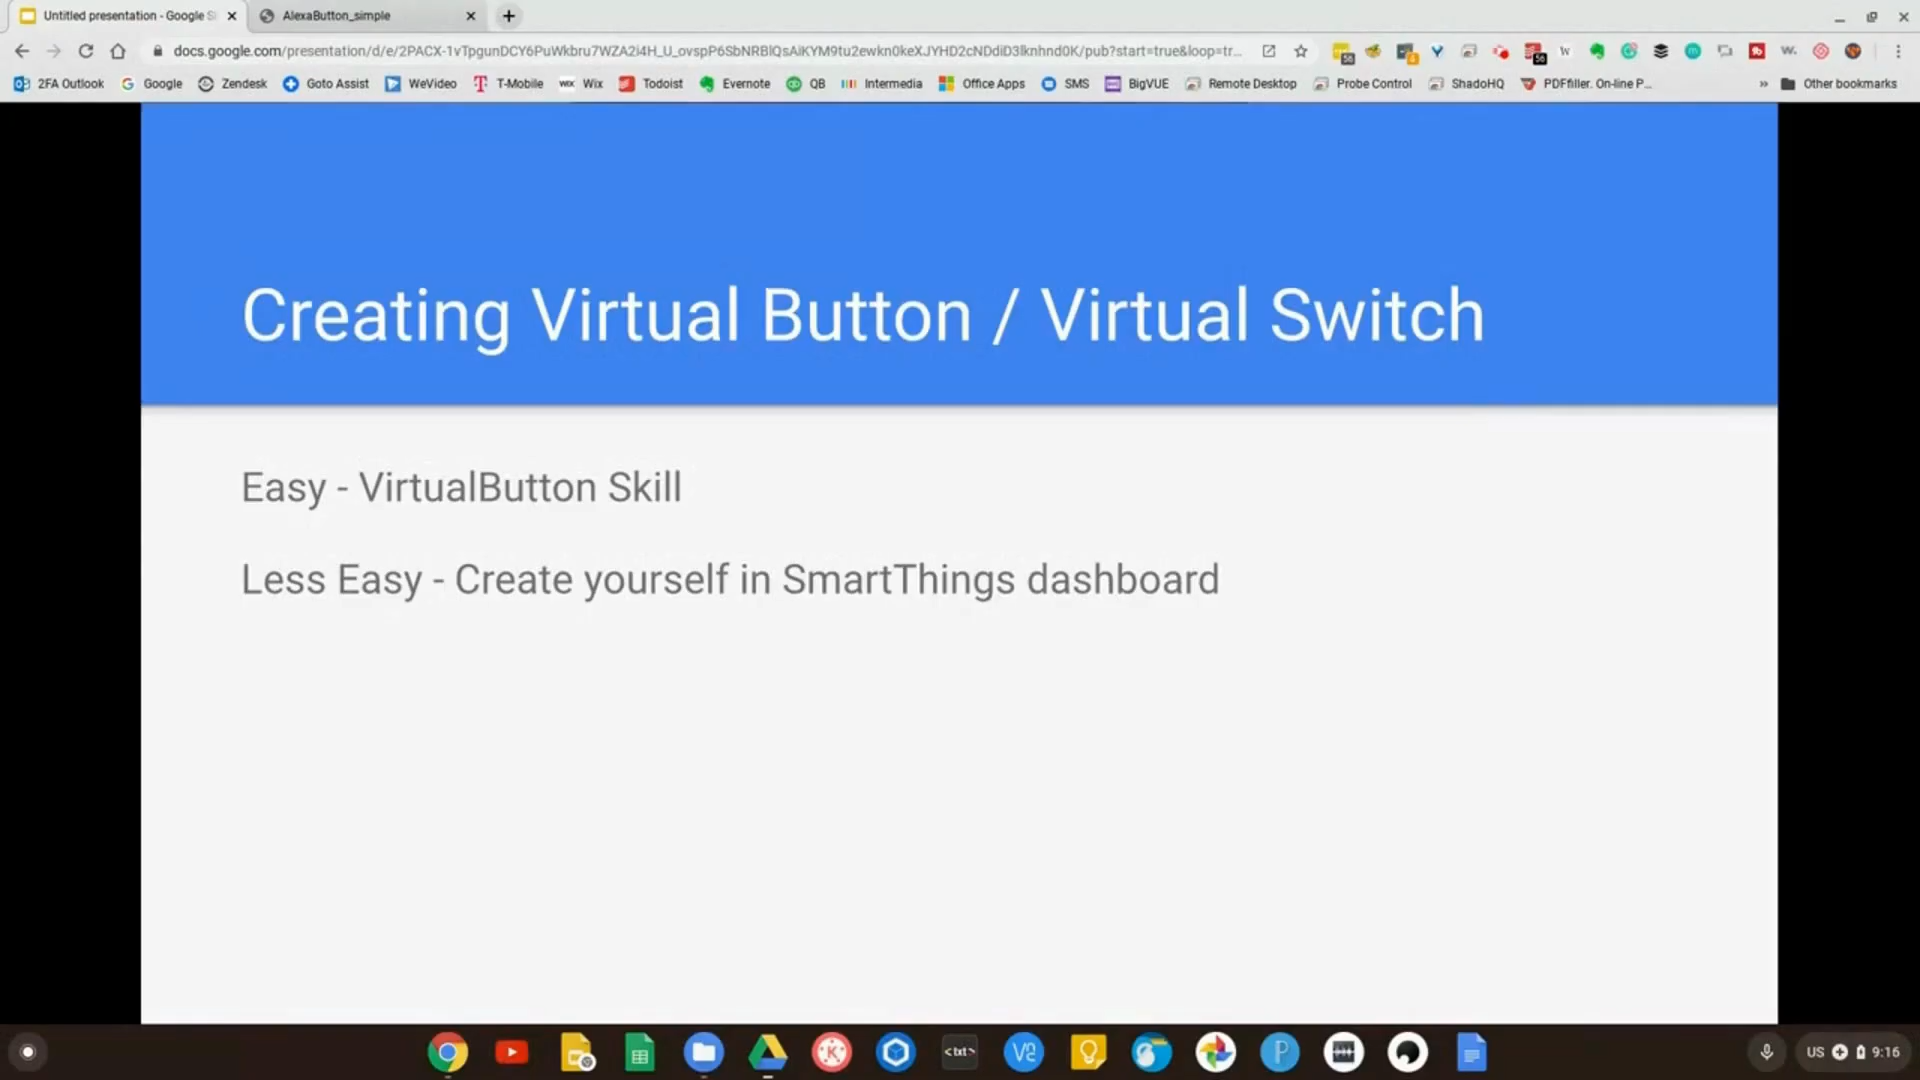 Untitled presentation - Google S
AlexaButton_simple
docs.google.com/presentation/d/e/2PACX-1vTpgunDCY6PuWkbru7WZA2i4H_U_ovspP6SbNRBlQsAiKYM9tu2ewkn0keXJYHD2cNDdiD3lknhnd0K/pub?start=true&loop=tr...
2FA Outlook Google Zendesk Goto Assist WeVideo T-Mobile Wix Todoist Evernote QB Intermedia Office Apps SMS BigVUE Remote Desktop Probe Control ShadoHQ PDFfiller. On-line P... » Other bookmarks
Creating Virtual Button / Virtual Switch
Easy - VirtualButton Skill
Less Easy - Create yourself in SmartThings dashboard
<txt>
US 9:16